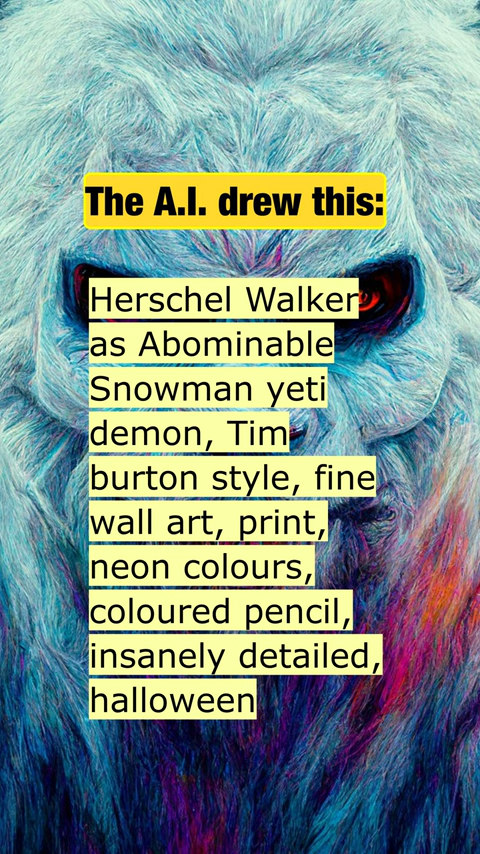 The A.I. drew this:
Herschel Walker
as Abominable
Snowman yeti
demon, Tim
burton style, fine
wall art, print,
neon colours,
coloured pencil,
insanely detailed,
halloween